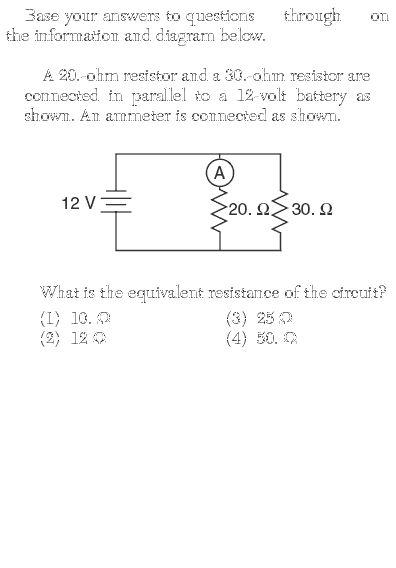 Base your answers to questions through on
the information and diagram below.
A 20.-ohm resistor and a 30.-ohm resistor are
connected in parallel to a 12-volt battery as
shown. An ammeter is connected as shown.
A
12 V 20. Ω 30. Ω
What is the equivalent resistance of the circuit?
(1) 10. Ω (3) 25 Ω
(2) 12 Ω (4) 50. Ω